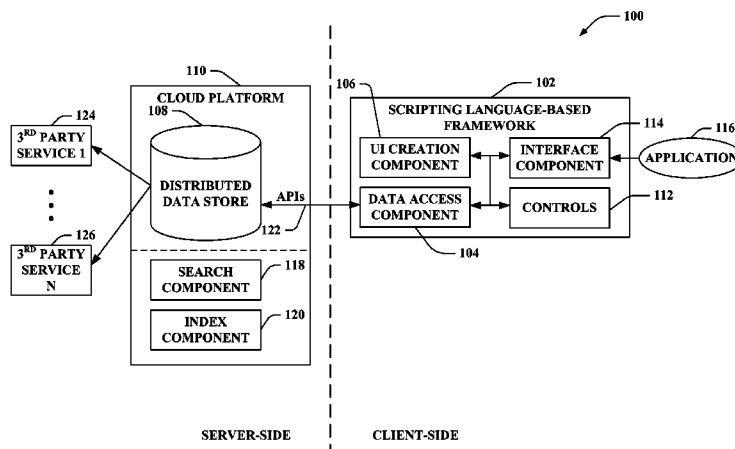 100
110
CLOUD PLATFORM
108
DISTRIBUTED
DATA STORE
124
3RD PARTY
SERVICE 1
126
3RD PARTY
SERVICE
N
APIs
122
SEARCH
COMPONENT
118
INDEX
COMPONENT
120
SERVER-SIDE
102
SCRIPTING LANGUAGE-BASED
FRAMEWORK
106
UI CREATION
COMPONENT
114
INTERFACE
COMPONENT
116
APPLICATION
DATA ACCESS
COMPONENT
104
CONTROLS
112
CLIENT-SIDE